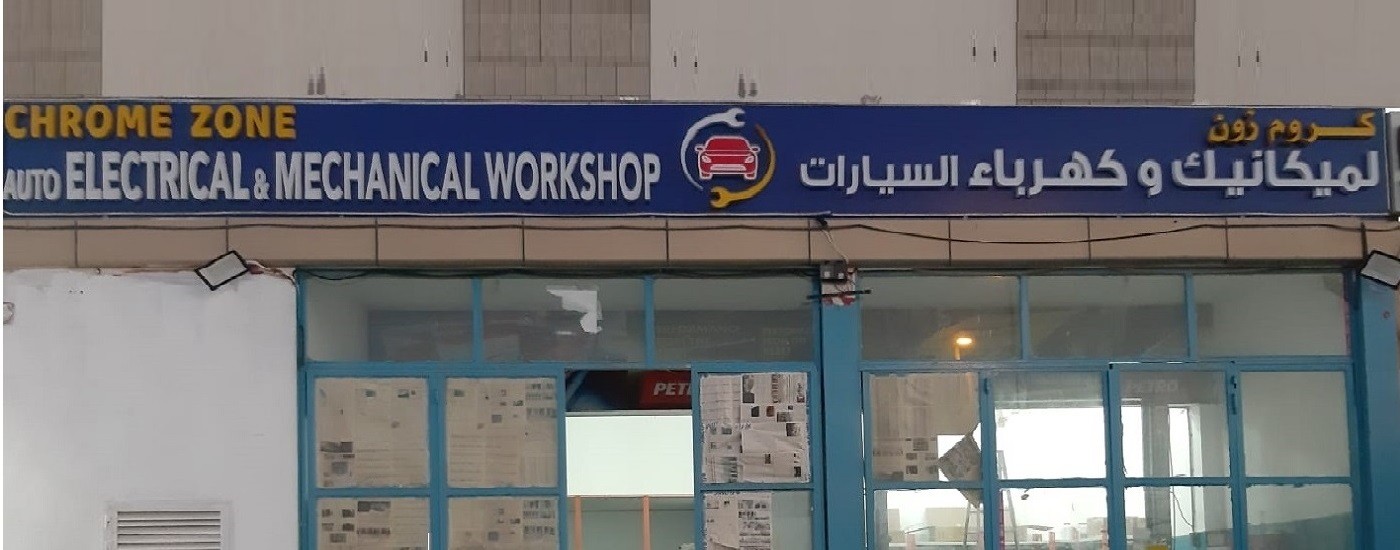 CHROME ZONE
AUTO ELECTRICAL & MECHANICAL WORKSHOP
كروم زون
لميكانيك و كهرباء السيارات